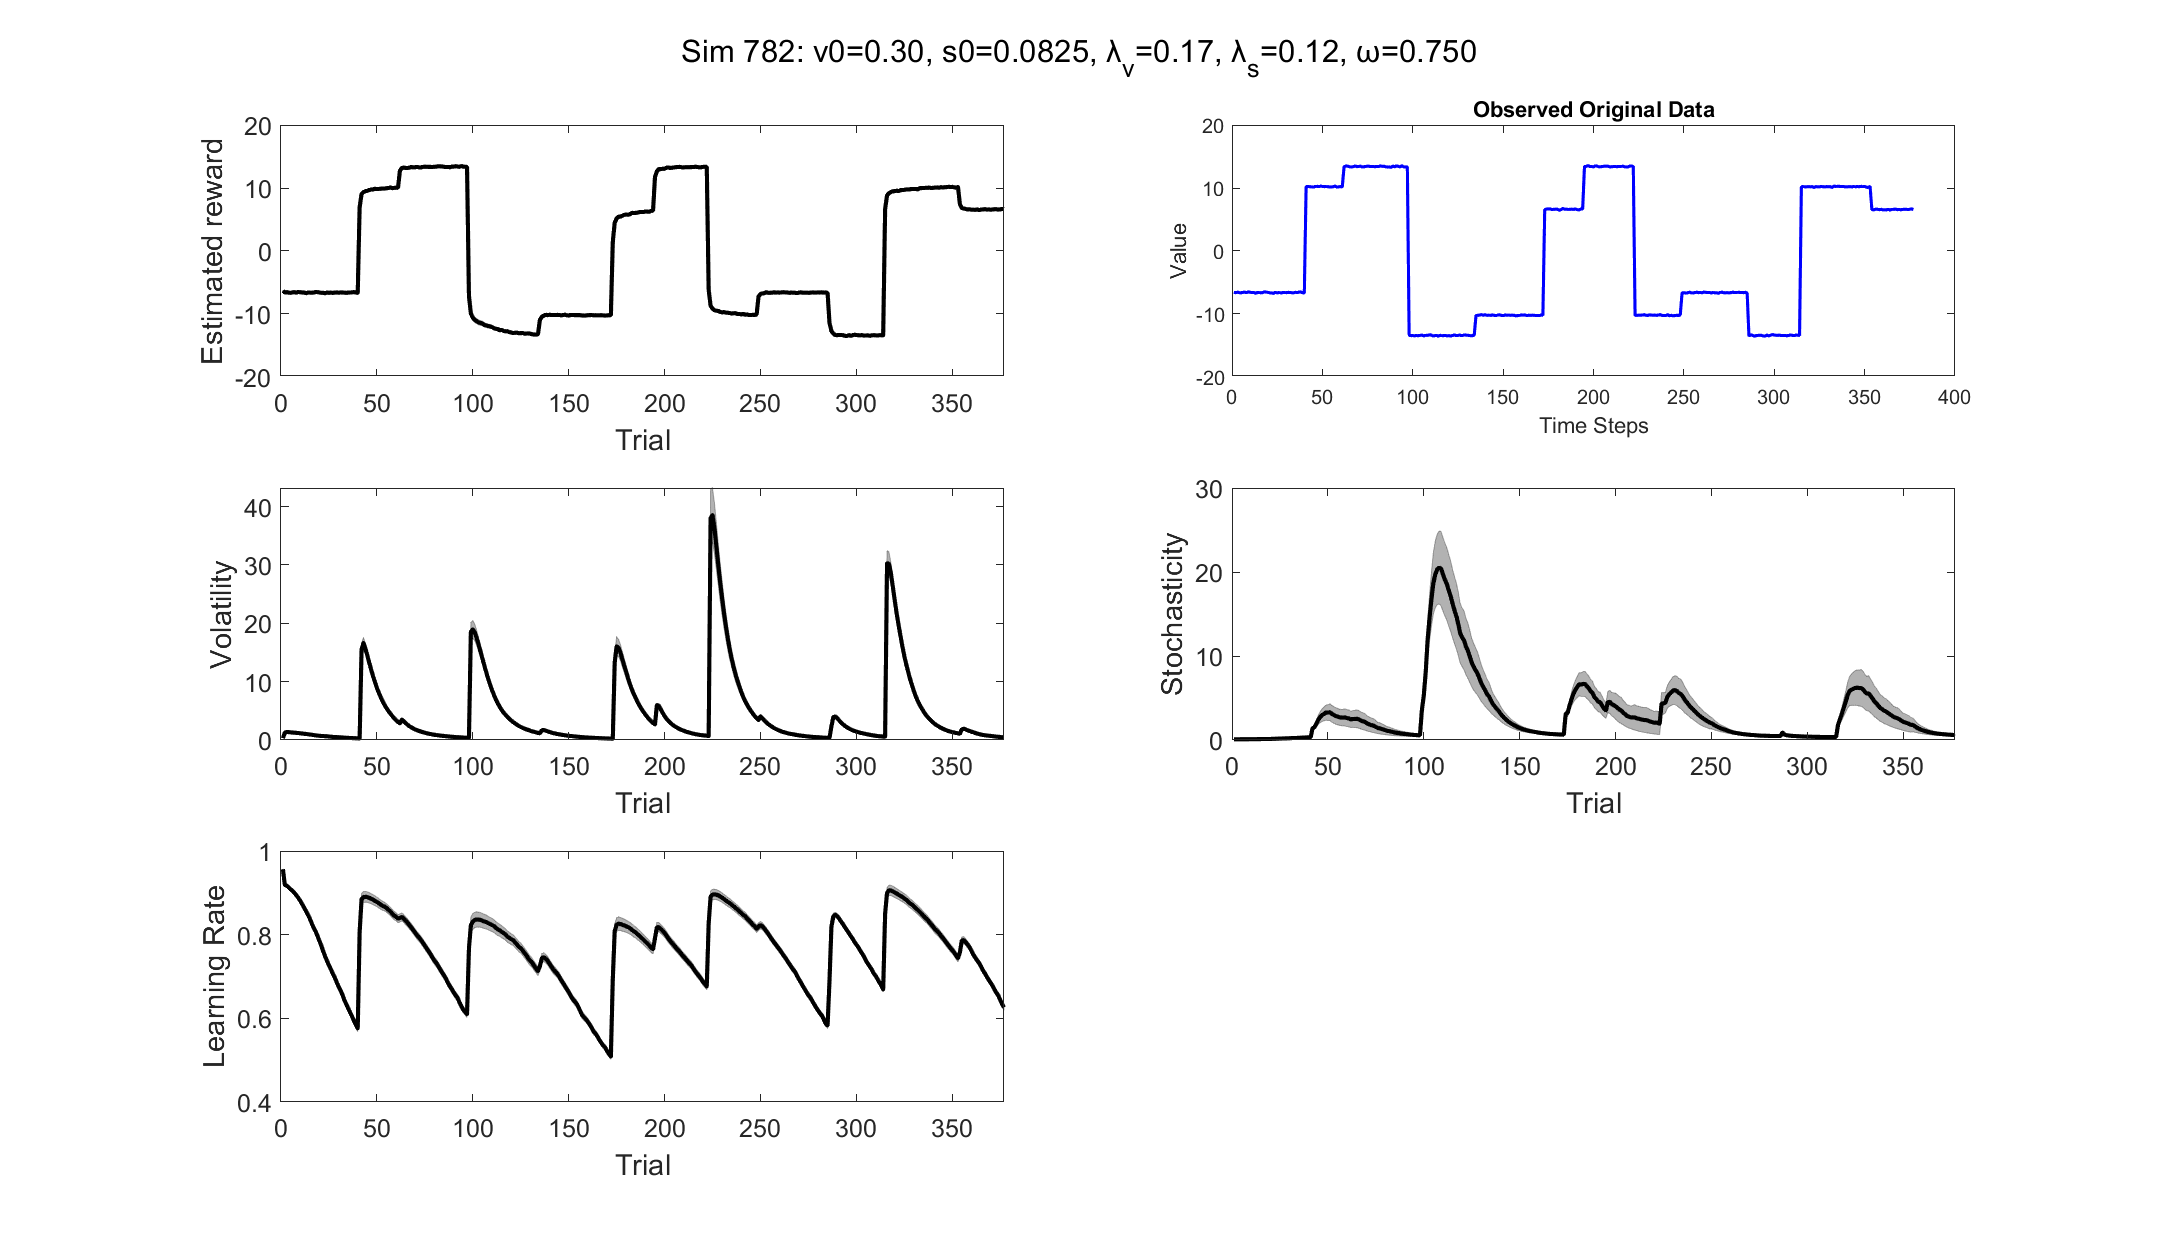 Sim 782: v0=0.30, s0=0.0825, λv=0.17, λs=0.12, ω=0.750
Estimated reward
20
10
0
-10
-20
0 50 100 150 200 250 300 350
Trial
Observed Original Data
Value
20
10
0
-10
-20
0 50 100 150 200 250 300 350 400
Time Steps
Volatility
40
30
20
10
0
0 50 100 150 200 250 300 350
Trial
Stochasticity
30
20
10
0
0 50 100 150 200 250 300 350
Trial
Learning Rate
1
0.8
0.6
0.4
0 50 100 150 200 250 300 350
Trial